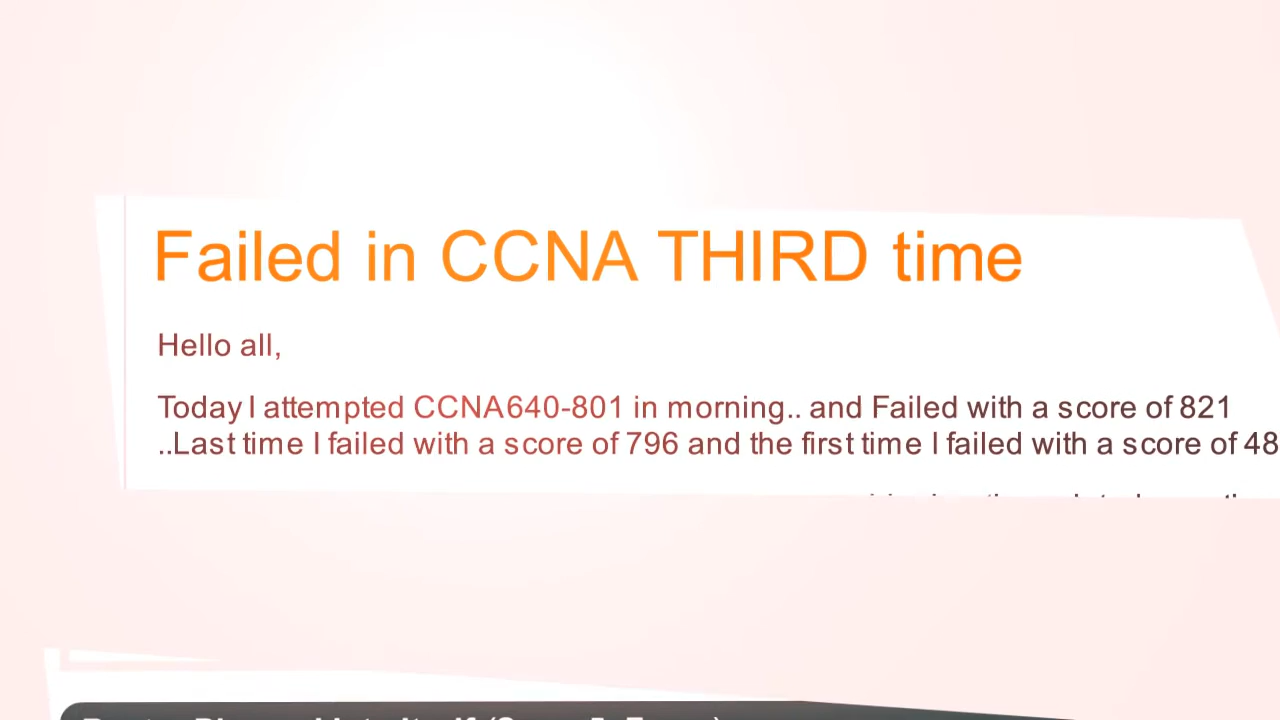 Failed in CCNA THIRD time
Hello all,
Today I attempted CCNA640-801 in morning.. and Failed with a score of 821
..Last time I failed with a score of 796 and the first time I failed with a score of 48